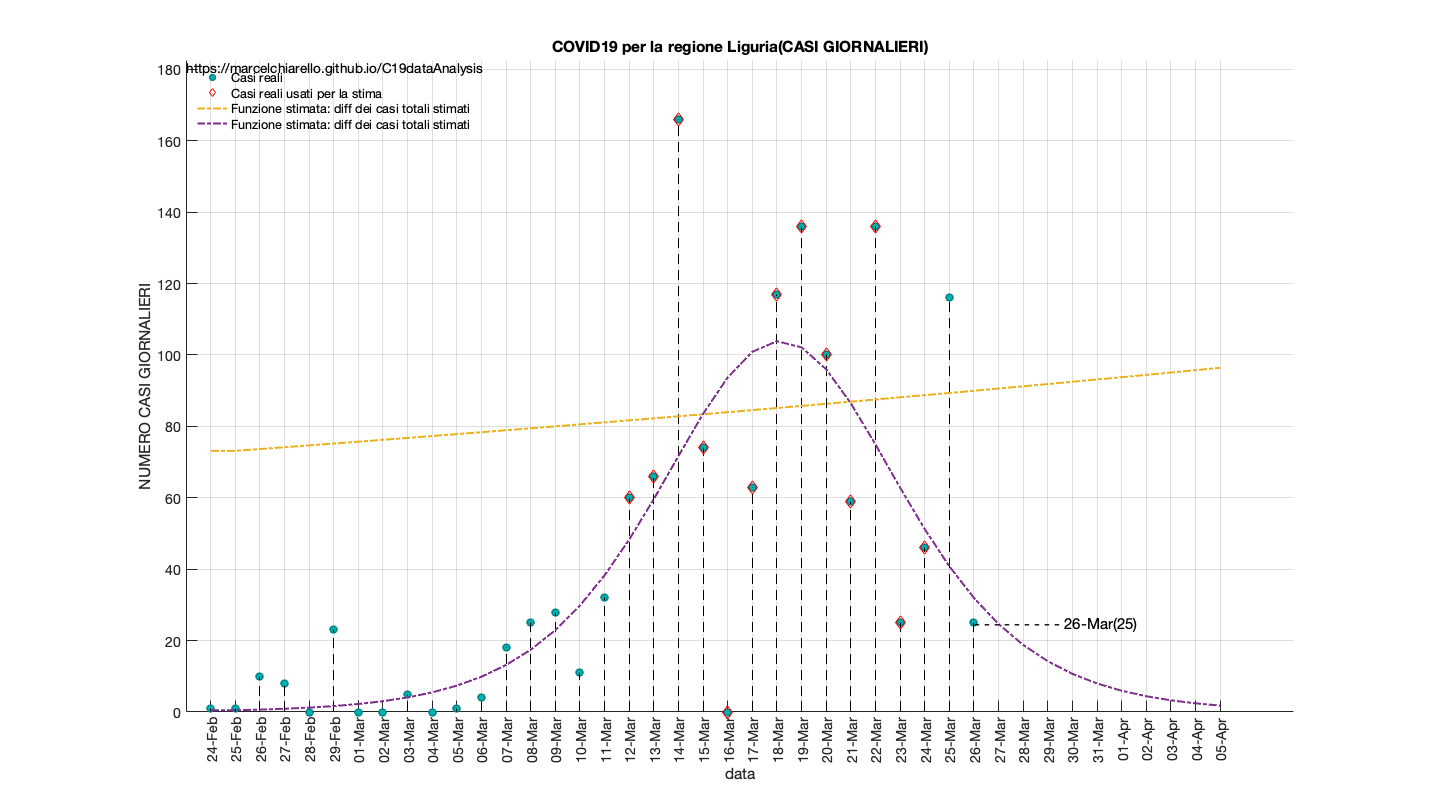 COVID19 per la regione Liguria(CASI GIORNALIERI)
https://marcelchiarello.github.io/C19dataAnalysis
Casi reali
Casi reali usati per la stima
Funzione stimata: diff dei casi totali stimati
Funzione stimata: diff dei casi totali stimati
180
160
140
120
100
80
60
40
20
0
NUMERO CASI GIORNALIERI
26-Mar(25)
24-Feb
25-Feb
26-Feb
27-Feb
28-Feb
29-Feb
01-Mar
02-Mar
03-Mar
04-Mar
05-Mar
06-Mar
07-Mar
08-Mar
09-Mar
10-Mar
11-Mar
12-Mar
13-Mar
14-Mar
15-Mar
16-Mar
17-Mar
18-Mar
19-Mar
20-Mar
21-Mar
22-Mar
23-Mar
24-Mar
25-Mar
26-Mar
27-Mar
28-Mar
29-Mar
30-Mar
31-Mar
01-Apr
02-Apr
03-Apr
04-Apr
05-Apr
data